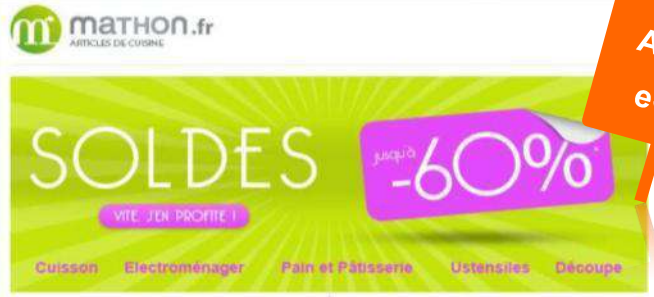 mathon.fr
ARTICLES DE CUISINE
SOLDES
jusqu'à
-60%*
VITE J'EN PROFITE !
Cuisson Electroménager Pain et Pâtisserie Ustensiles Découpe